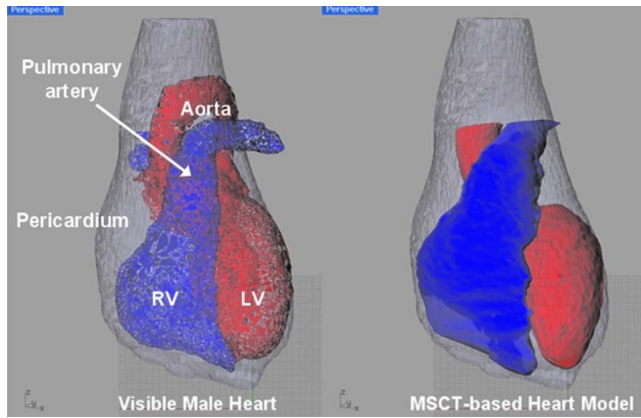 Perspective
Perspective
Pulmonary
artery
Aorta
Pericardium
RV
LV
z
y x
Visible Male Heart
z
y x
MSCT-based Heart Model